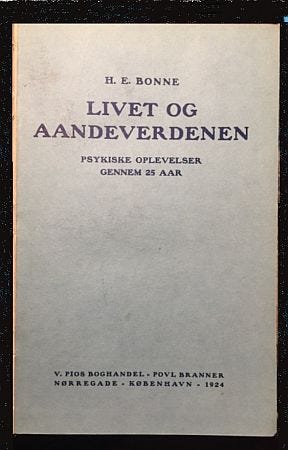 H. E. BONNE
LIVET OG
AANDEVERDENEN
PSYKISKE OPLEVELSER
GENNEM 25 AAR
V. PIOS BOGHANDEL - POVL BRANNER
NØRREGADE - KØBENHAVN - 1924